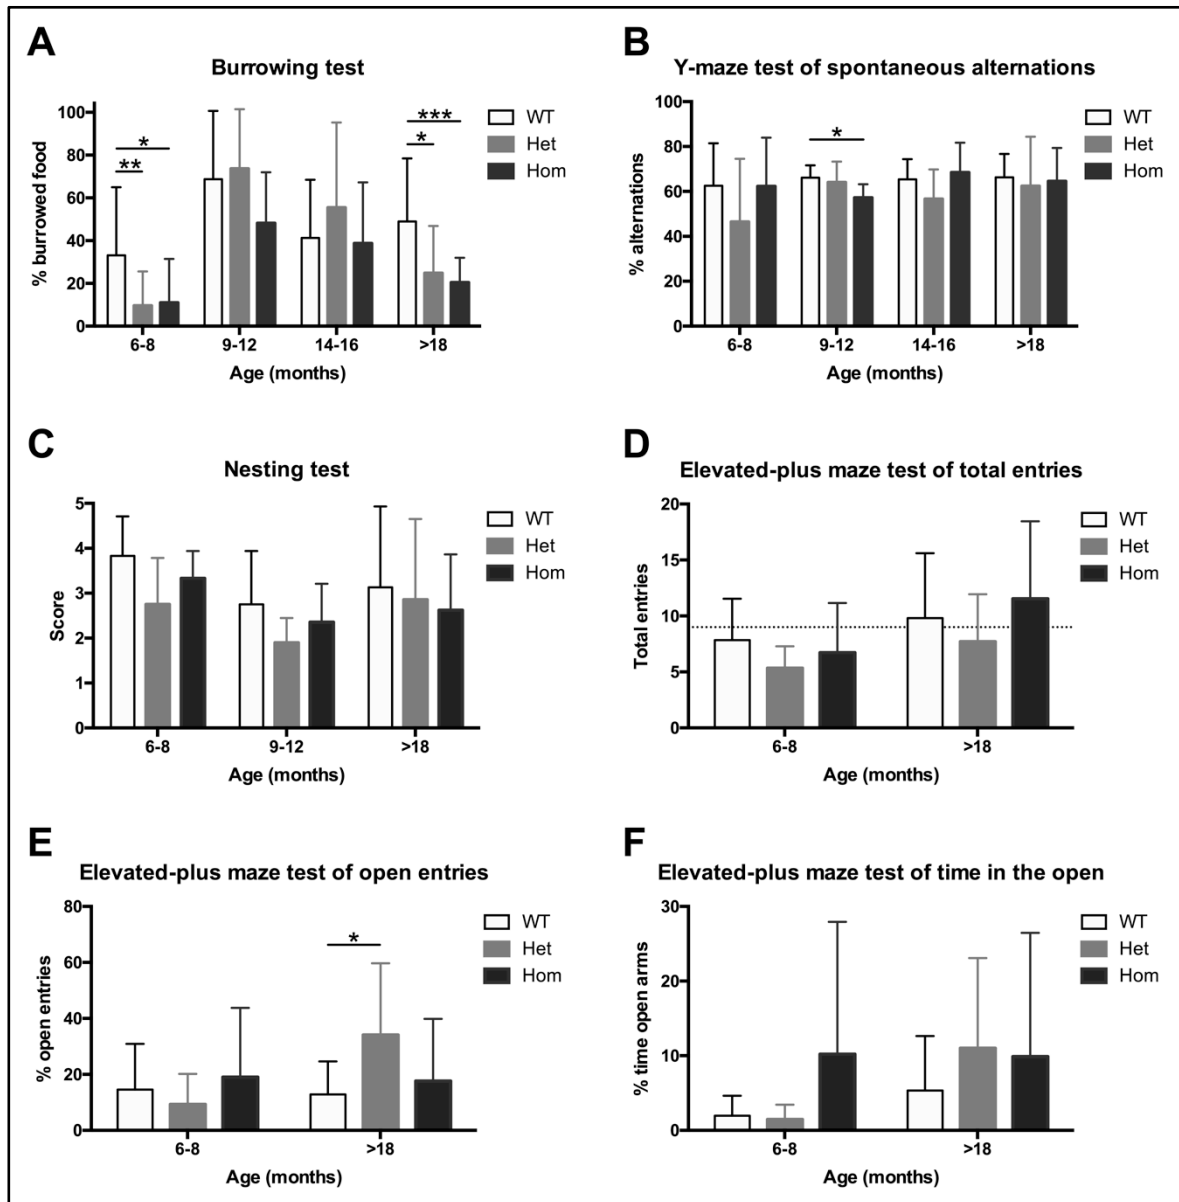 A
Burrowing test
% burrowed food
100
80
60
40
20
0
*
**
***
*
6-8
9-12
14-16
>18
Age (months)
WT
Het
Hom
B
Y-maze test of spontaneous alternations
% alternations
100
80
60
40
20
0
*
6-8
9-12
14-16
>18
Age (months)
WT
Het
Hom
C
Nesting test
Score
5
4
3
2
1
0
6-8
9-12
>18
Age (months)
WT
Het
Hom
D
Elevated-plus maze test of total entries
Total entries
20
15
10
5
0
6-8
>18
Age (months)
WT
Het
Hom
E
Elevated-plus maze test of open entries
% open entries
80
60
40
20
0
*
6-8
>18
Age (months)
WT
Het
Hom
F
Elevated-plus maze test of time in the open
% time open arms
30
20
10
0
6-8
>18
Age (months)
WT
Het
Hom